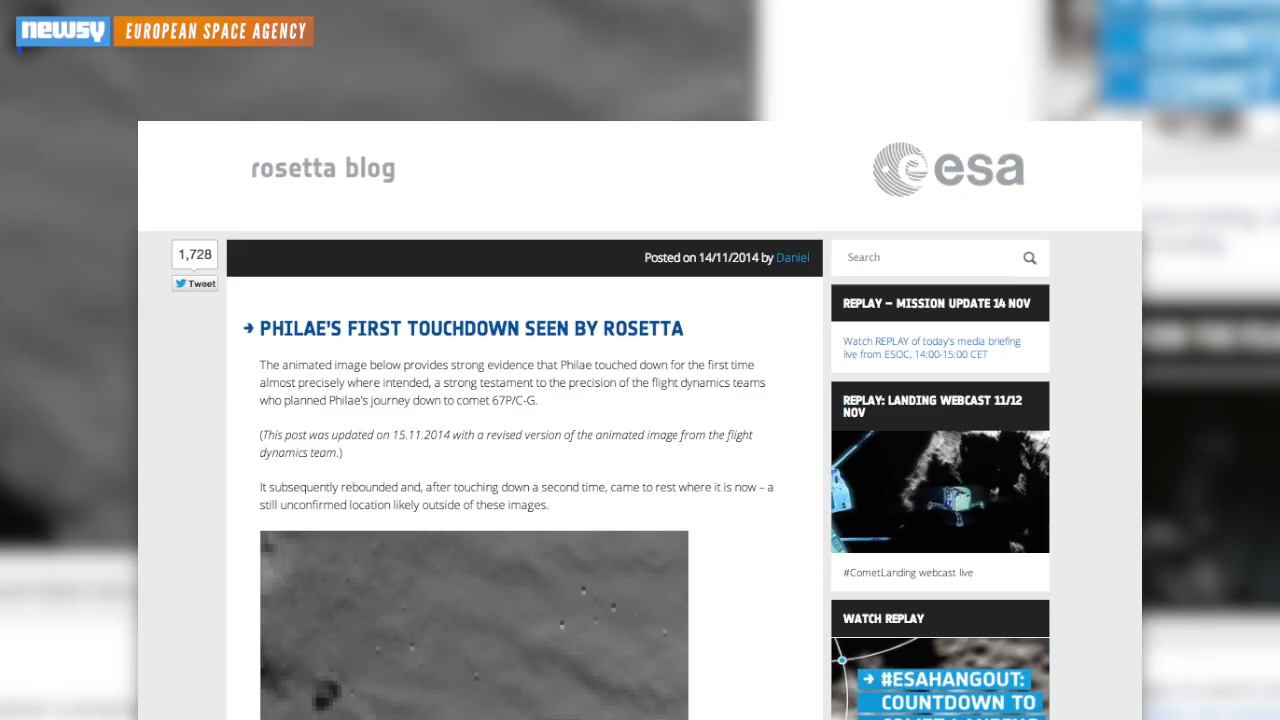 newsy EUROPEAN SPACE AGENCY
rosetta blog
esa
1,728
Tweet
Posted on 14/11/2014 by Daniel
Search
→ PHILAE'S FIRST TOUCHDOWN SEEN BY ROSETTA
The animated image below provides strong evidence that Philae touched down for the first time
almost precisely where intended, a strong testament to the precision of the flight dynamics teams
who planned Philae's journey down to comet 67P/C-G.
(This post was updated on 15.11.2014 with a revised version of the animated image from the flight
dynamics team.)
It subsequently rebounded and, after touching down a second time, came to rest where it is now – a
still unconfirmed location likely outside of these images.
REPLAY – MISSION UPDATE 14 NOV
Watch REPLAY of today's media briefing
live from ESOC, 14:00-15:00 CET
REPLAY: LANDING WEBCAST 11/12
NOV
#CometLanding webcast live
WATCH REPLAY
→ #ESAHANGOUT:
COUNTDOWN TO
COMET LANDING